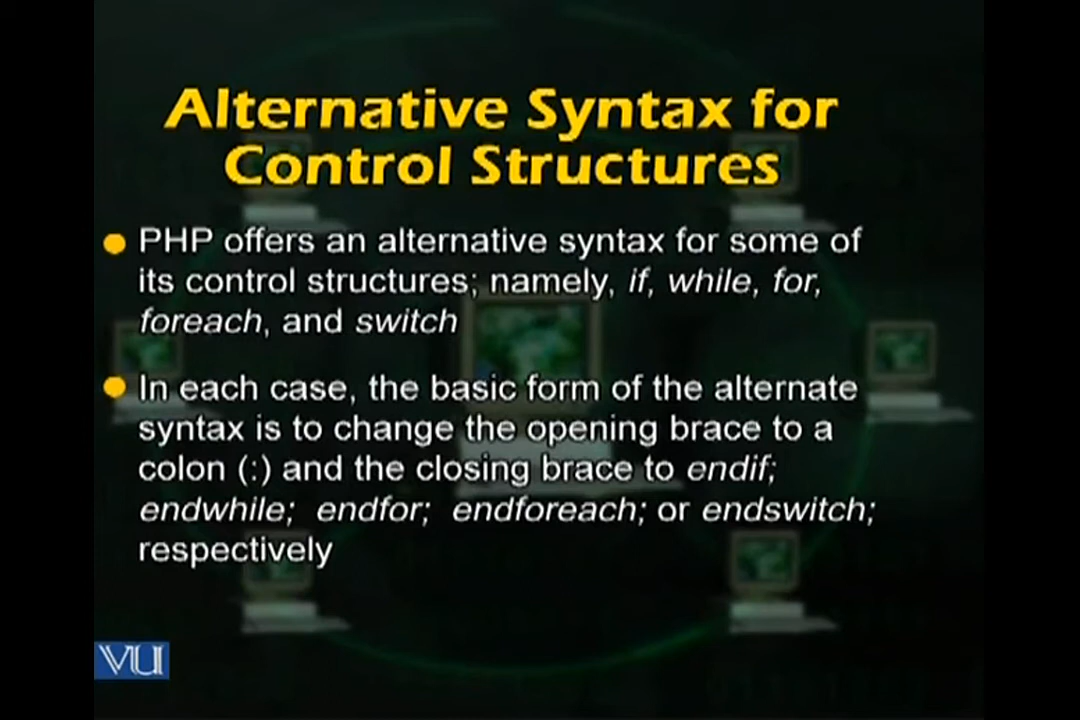 Alternative Syntax for
Control Structures
PHP offers an alternative syntax for some of
its control structures; namely, if, while, for,
foreach, and switch
In each case, the basic form of the alternate
syntax is to change the opening brace to a
colon (:) and the closing brace to endif;
endwhile; endfor; endforeach; or endswitch;
respectively
VU